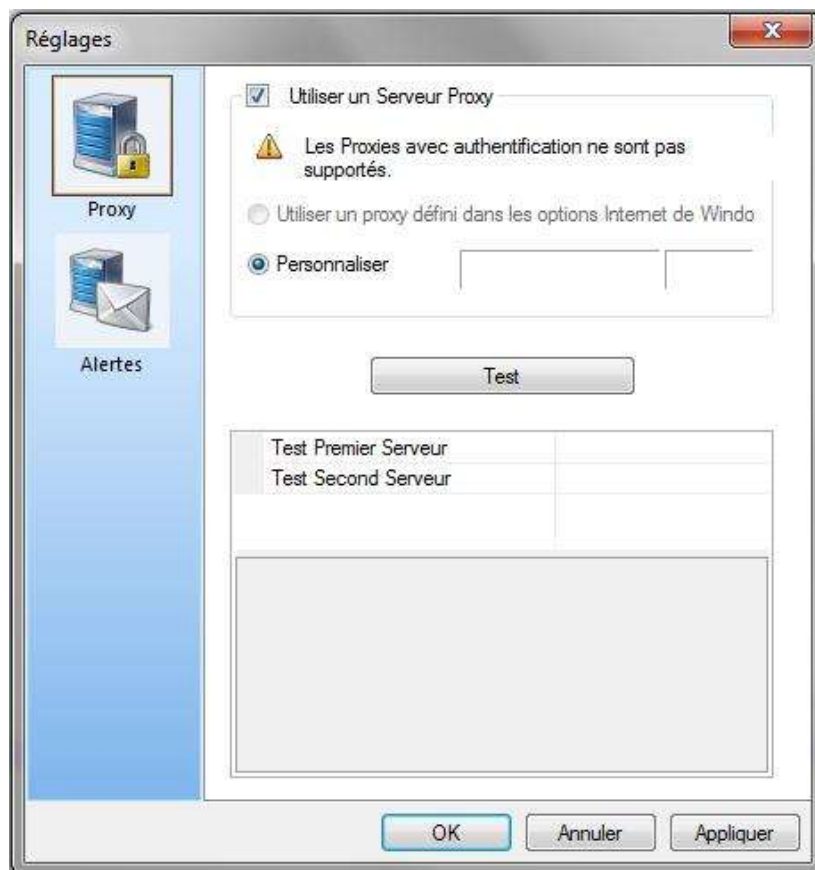 Réglages
Proxy
Alertes
Utiliser un Serveur Proxy
Les Proxies avec authentification ne sont pas
supportés.
Utiliser un proxy défini dans les options Internet de Windo
Personnaliser
Test
Test Premier Serveur
Test Second Serveur
OK
Annuler
Appliquer